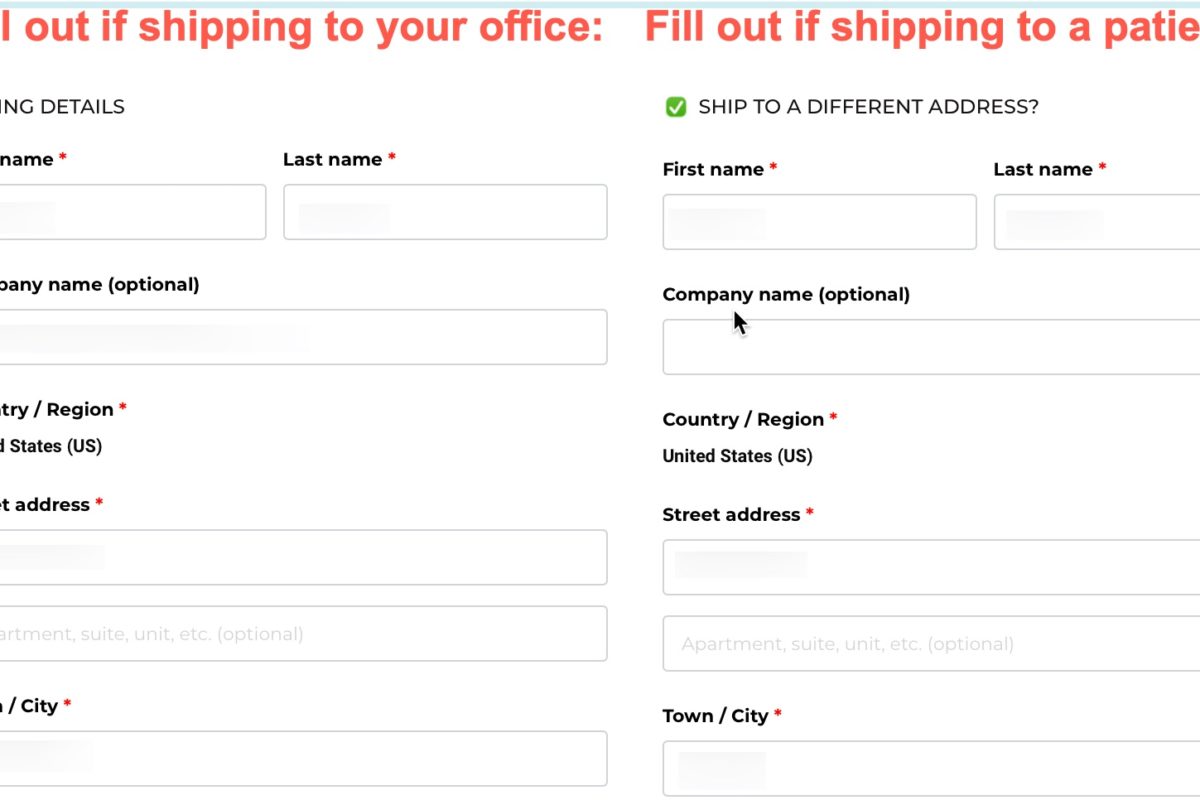 l out if shipping to your office:
ING DETAILS
name *
Last name *
pany name (optional)
try / Region *
d States (US)
et address *
artment, suite, unit, etc. (optional)
/ City *
Fill out if shipping to a patie
✅ SHIP TO A DIFFERENT ADDRESS?
First name *
Last name *
Company name (optional)
Country / Region *
United States (US)
Street address *
Apartment, suite, unit, etc. (optional)
Town / City *